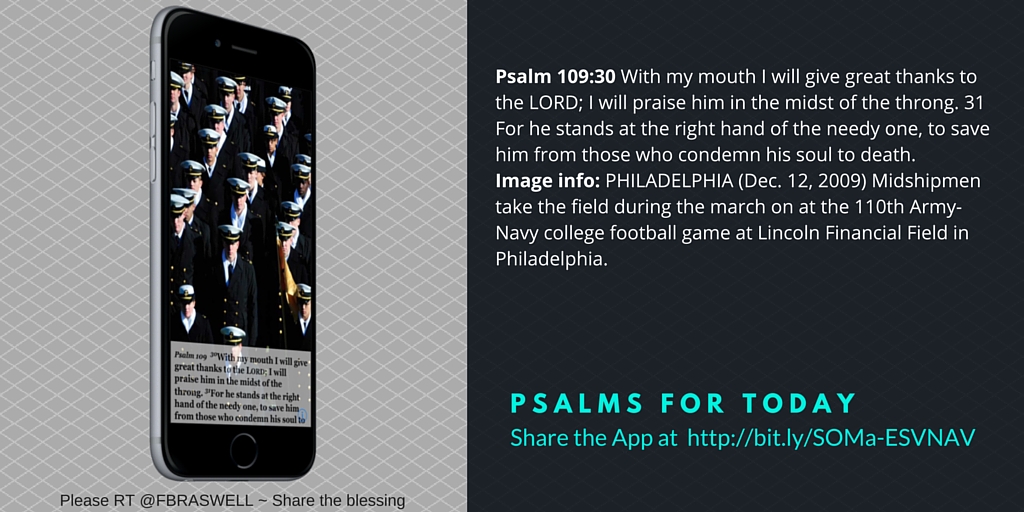 Psalm 109 30With my mouth I will give
great thanks to the LORD; I will
praise him in the midst of the
throng. 31For he stands at the right
hand of the needy one, to save him
from those who condemn his soul to
Please RT @FBRASWELL ~ Share the blessing
Psalm 109:30 With my mouth I will give great thanks to
the LORD; I will praise him in the midst of the throng. 31
For he stands at the right hand of the needy one, to save
him from those who condemn his soul to death.
Image info: PHILADELPHIA (Dec. 12, 2009) Midshipmen
take the field during the march on at the 110th Army-
Navy college football game at Lincoln Financial Field in
Philadelphia.
PSALMS FOR TODAY
Share the App at http://bit.ly/SOMa-ESVNAV